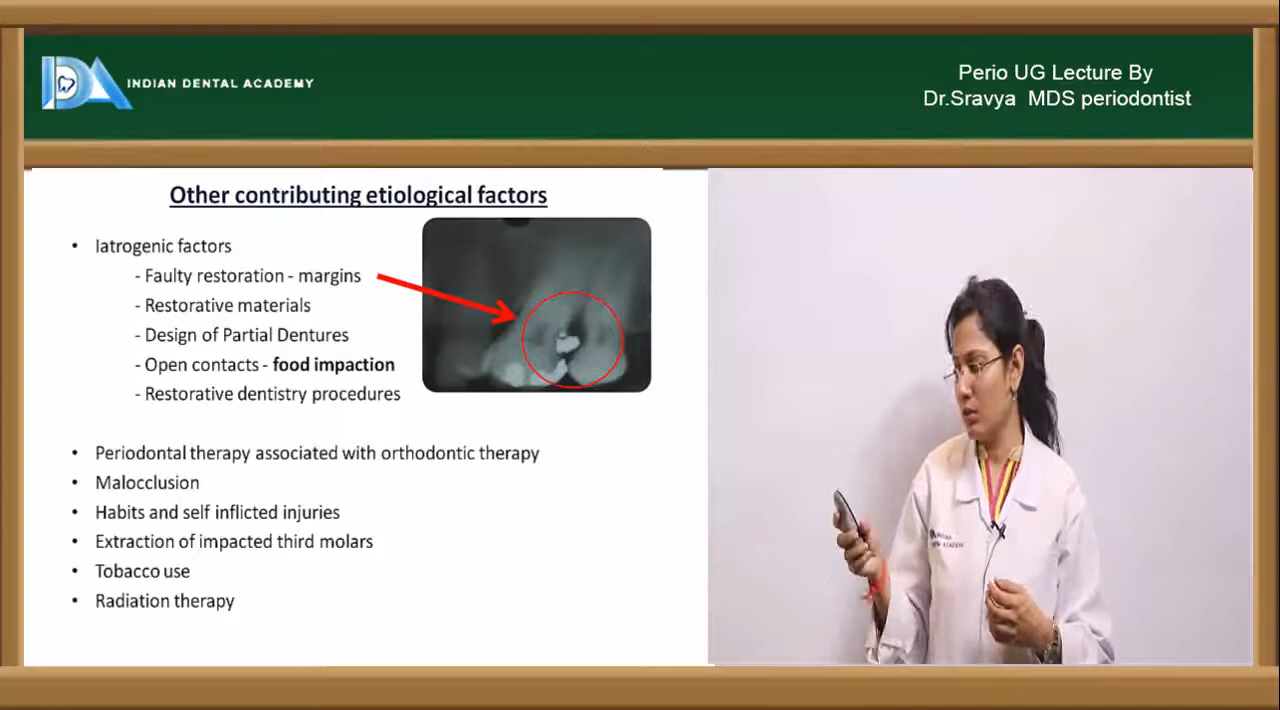 INDIAN DENTAL ACADEMY
Perio UG Lecture By
Dr.Sravya MDS periodontist
Other contributing etiological factors
• Iatrogenic factors
- Faulty restoration - margins
- Restorative materials
- Design of Partial Dentures
- Open contacts - food impaction
- Restorative dentistry procedures
• Periodontal therapy associated with orthodontic therapy
• Malocclusion
• Habits and self inflicted injuries
• Extraction of impacted third molars
• Tobacco use
• Radiation therapy